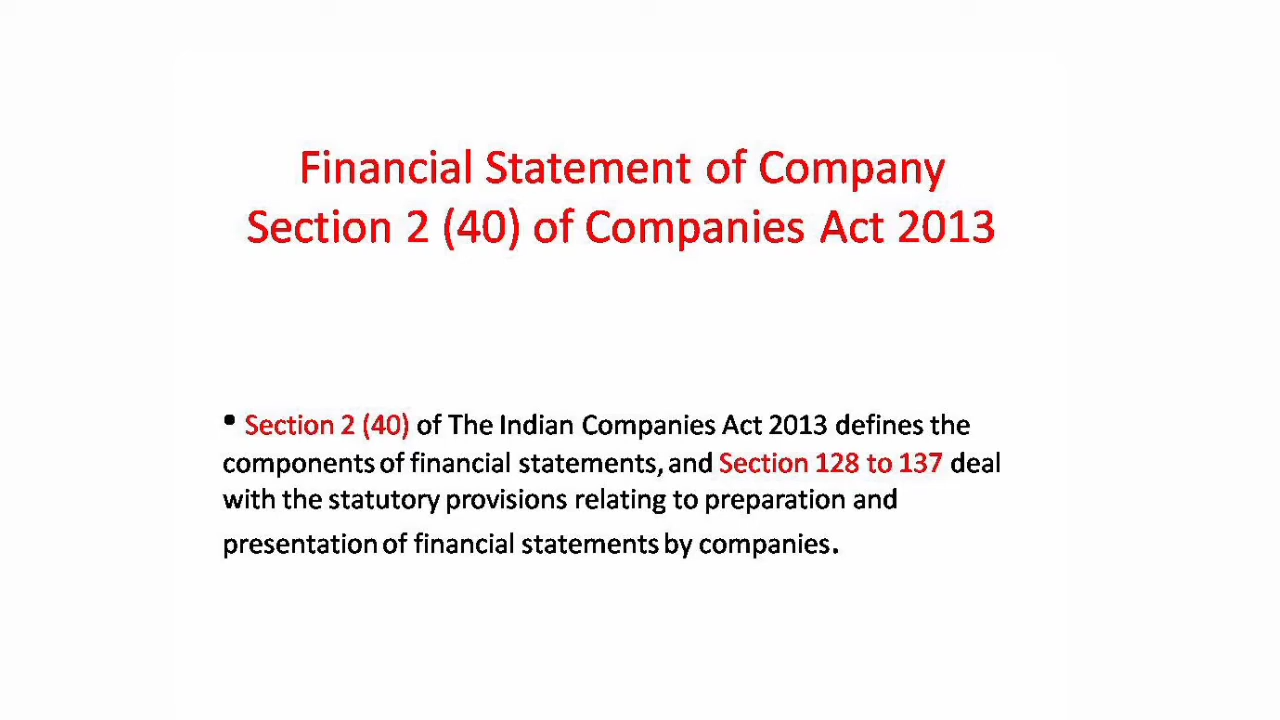 Financial Statement of Company
Section 2 (40) of Companies Act 2013
▪ Section 2 (40) of The Indian Companies Act 2013 defines the
components of financial statements, and Section 128 to 137 deal
with the statutory provisions relating to preparation and
presentation of financial statements by companies.